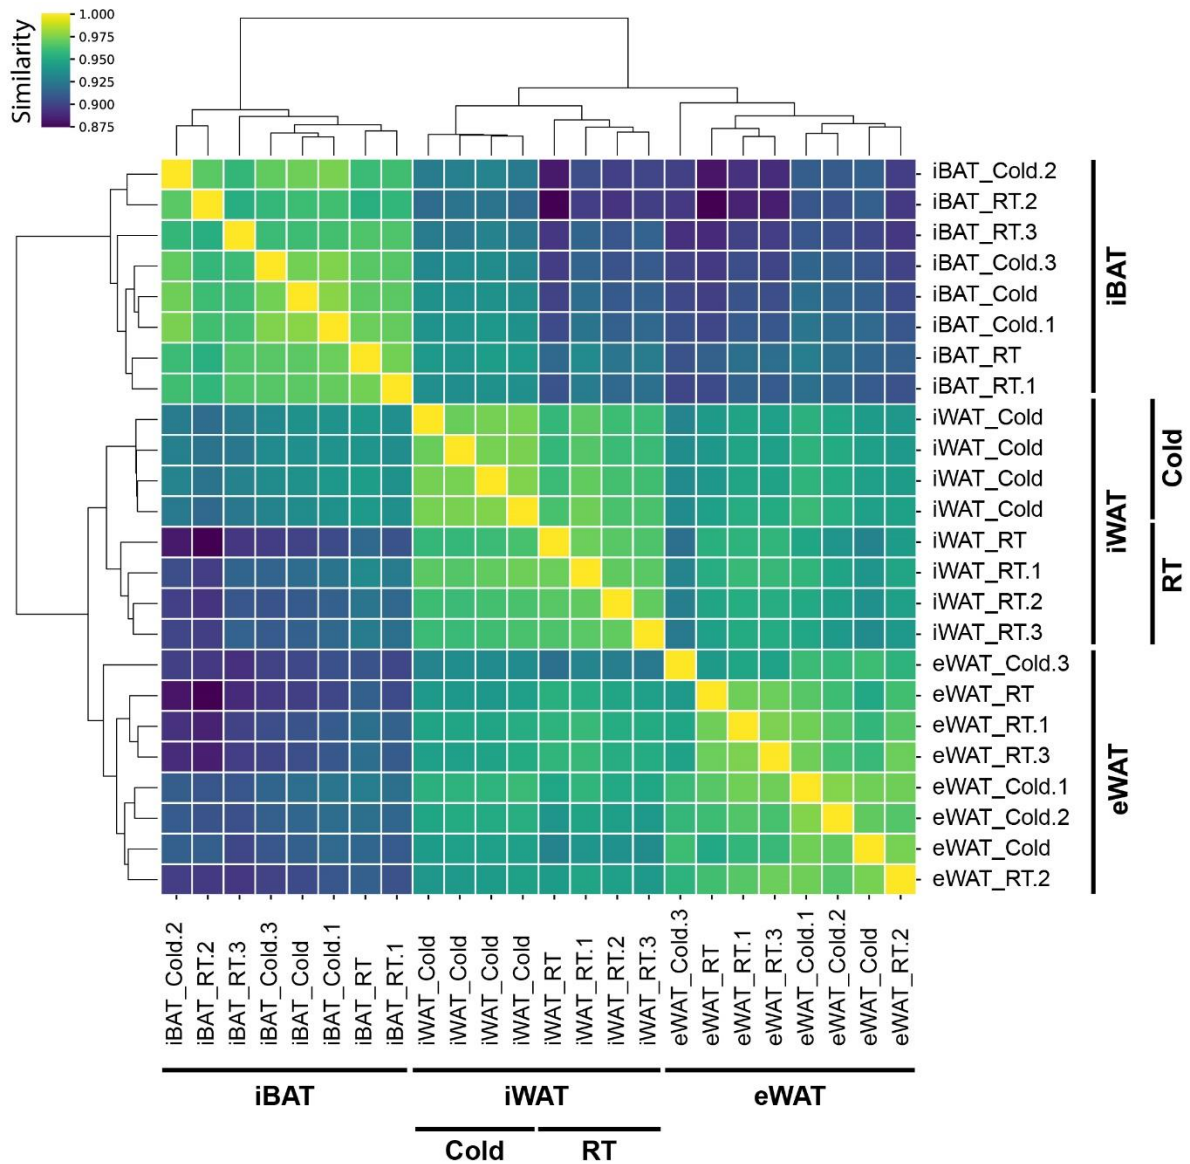 Similarity
1.000
0.975
0.950
0.925
0.900
0.875
iBAT_Cold.2
iBAT_RT.2
iBAT_RT.3
iBAT_Cold.3
iBAT_Cold
iBAT_Cold.1
iBAT_RT
iBAT_RT.1
iWAT_Cold
iWAT_Cold
iWAT_Cold
iWAT_Cold
iWAT_RT
iWAT_RT.1
iWAT_RT.2
iWAT_RT.3
eWAT_Cold.3
eWAT_RT
eWAT_RT.1
eWAT_RT.3
eWAT_Cold.1
eWAT_Cold.2
eWAT_Cold
eWAT_RT.2
iBAT
iWAT
eWAT
Cold
RT
iBAT_Cold.2
iBAT_RT.2
iBAT_RT.3
iBAT_Cold.3
iBAT_Cold
iBAT_Cold.1
iBAT_RT
iBAT_RT.1
iWAT_Cold
iWAT_Cold
iWAT_Cold
iWAT_Cold
iWAT_RT
iWAT_RT.1
iWAT_RT.2
iWAT_RT.3
eWAT_Cold.3
eWAT_RT
eWAT_RT.1
eWAT_RT.3
eWAT_Cold.1
eWAT_Cold.2
eWAT_Cold
eWAT_RT.2
iBAT
iWAT
eWAT
Cold
RT